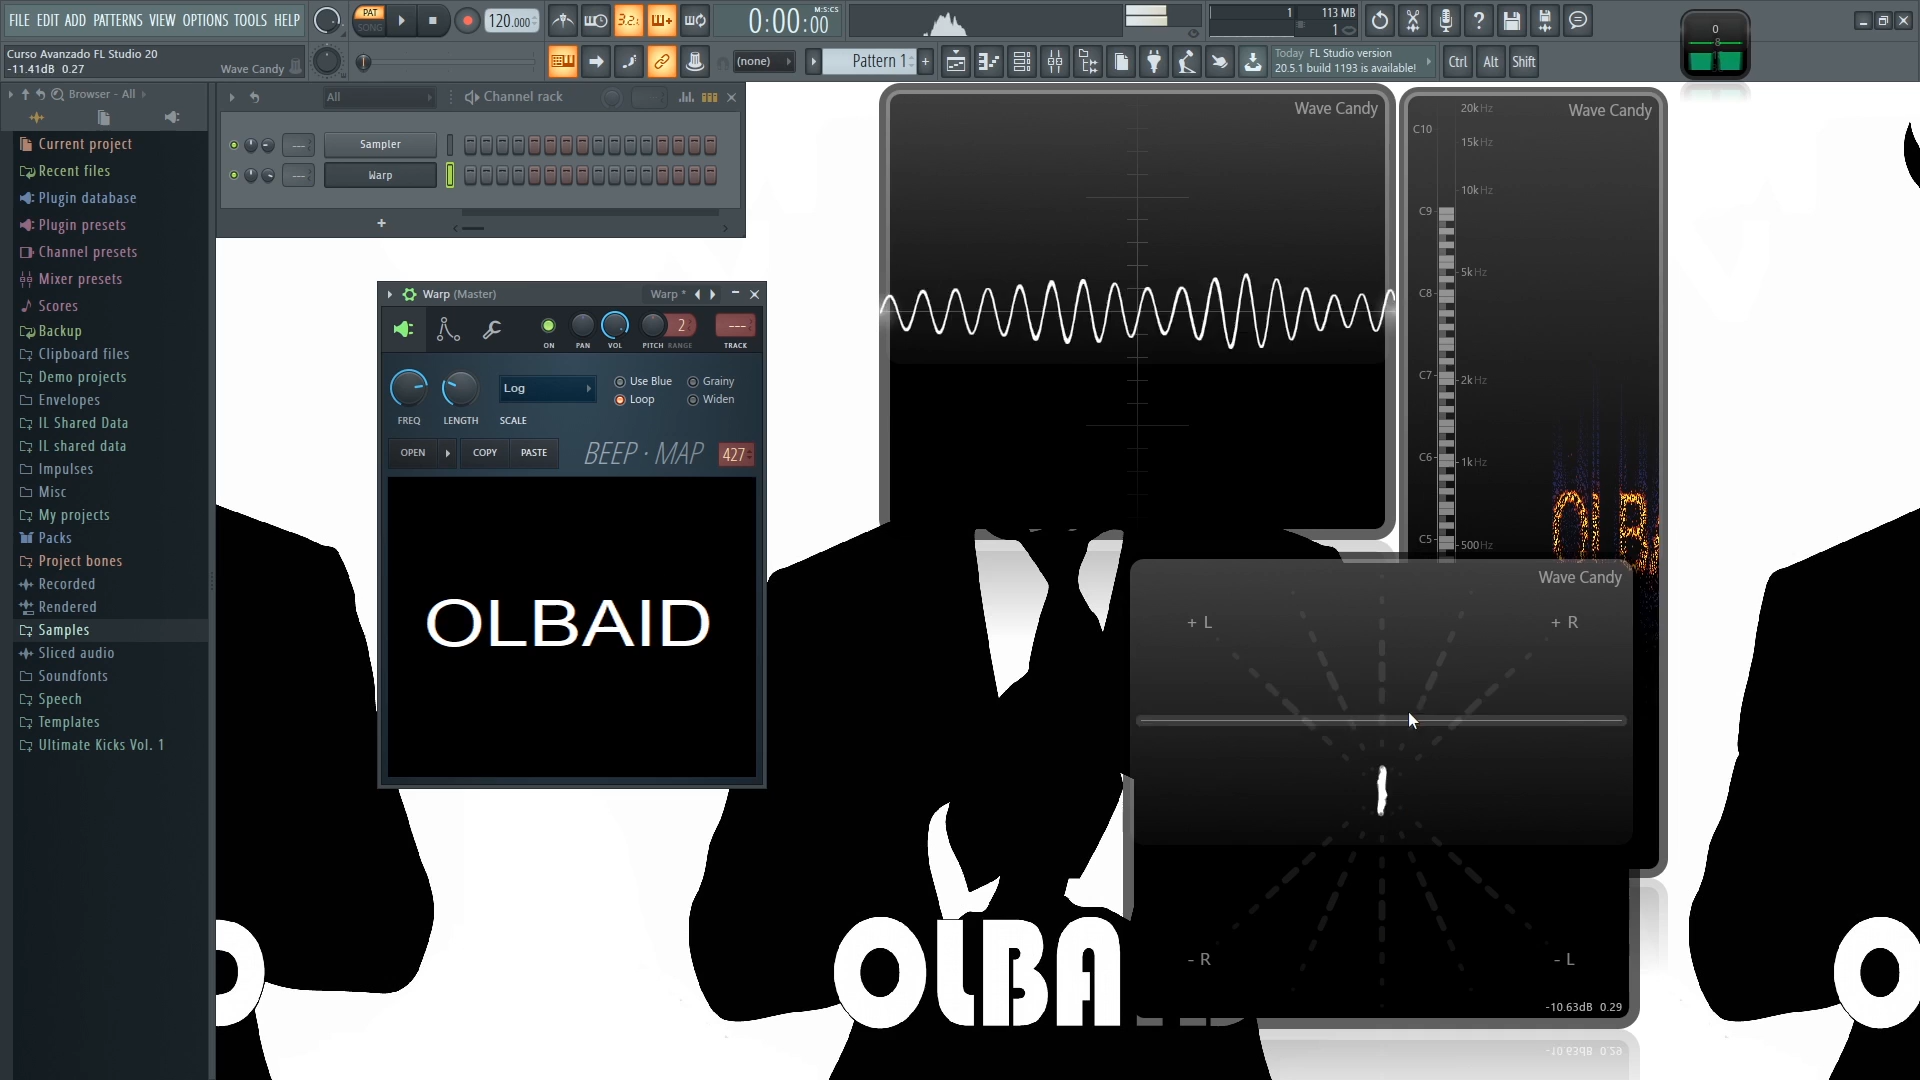 FILE EDIT ADD PATTERNS VIEW OPTIONS TOOLS HELP
PAT
SONG
120.000
3.2.
0:00:00
M:S:CS
1
113 MB
1
0
Curso Avanzado FL Studio 20
-11.41dB 0.27
Wave Candy
(none)
Pattern 1
+
Today FL Studio version
20.5.1 build 1193 is available!
Ctrl
Alt
Shift
Browser - All
Current project
Recent files
Plugin database
Plugin presets
Channel presets
Mixer presets
Scores
Backup
Clipboard files
Demo projects
Envelopes
IL Shared Data
IL shared data
Impulses
Misc
My projects
Packs
Project bones
Recorded
Rendered
Samples
Sliced audio
Soundfonts
Speech
Templates
Ultimate Kicks Vol. 1
All
Channel rack
--- Sampler
--- Warp
+
Warp (Master)
Warp *
ON PAN VOL PITCH RANGE TRACK
2
---
FREQ LENGTH SCALE
Log
Use Blue
Grainy
Loop
Widen
OPEN COPY PASTE
BEEP · MAP
427
OLBAID
Wave Candy
Wave Candy
20kHz
C10
15kHz
10kHz
C9
5kHz
C8
C7
2kHz
C6
1kHz
C5
500Hz
OLBA
Wave Candy
+ L
+ R
- R
- L
-10.63dB 0.29
OLBA